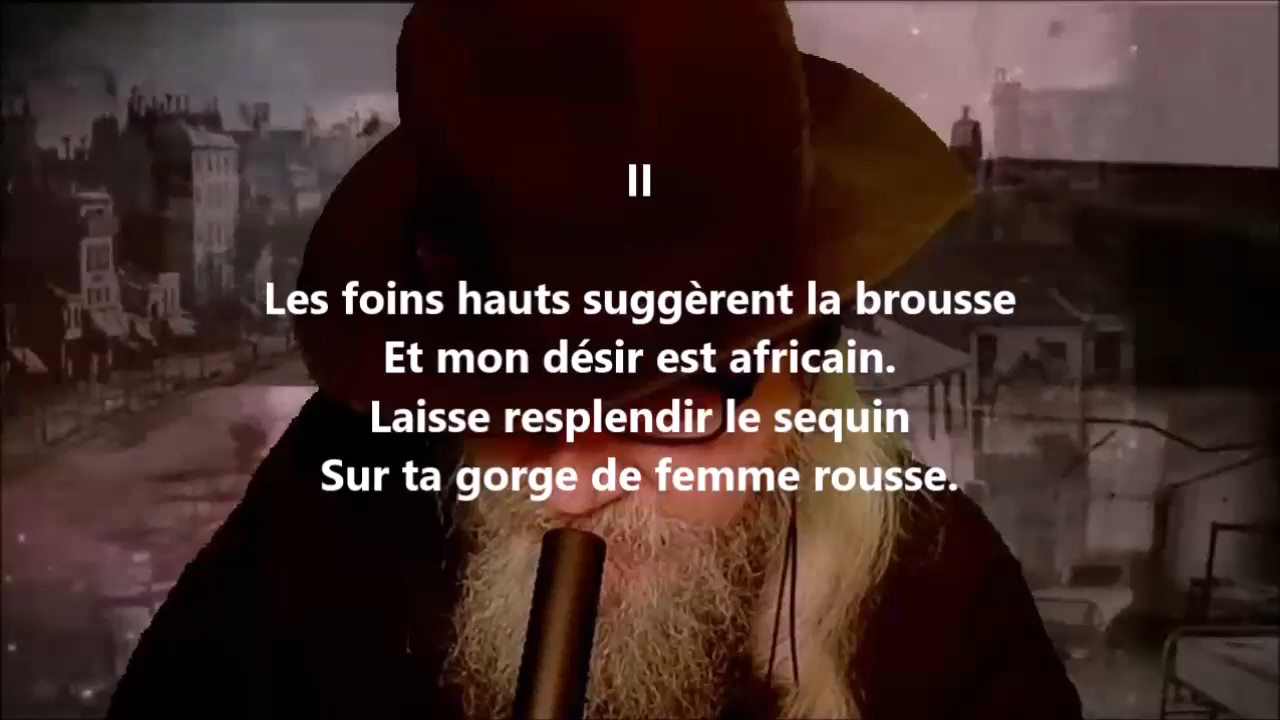 II
Les foins hauts suggèrent la brousse
Et mon désir est africain.
Laisse resplendir le sequin
Sur ta gorge de femme rousse.